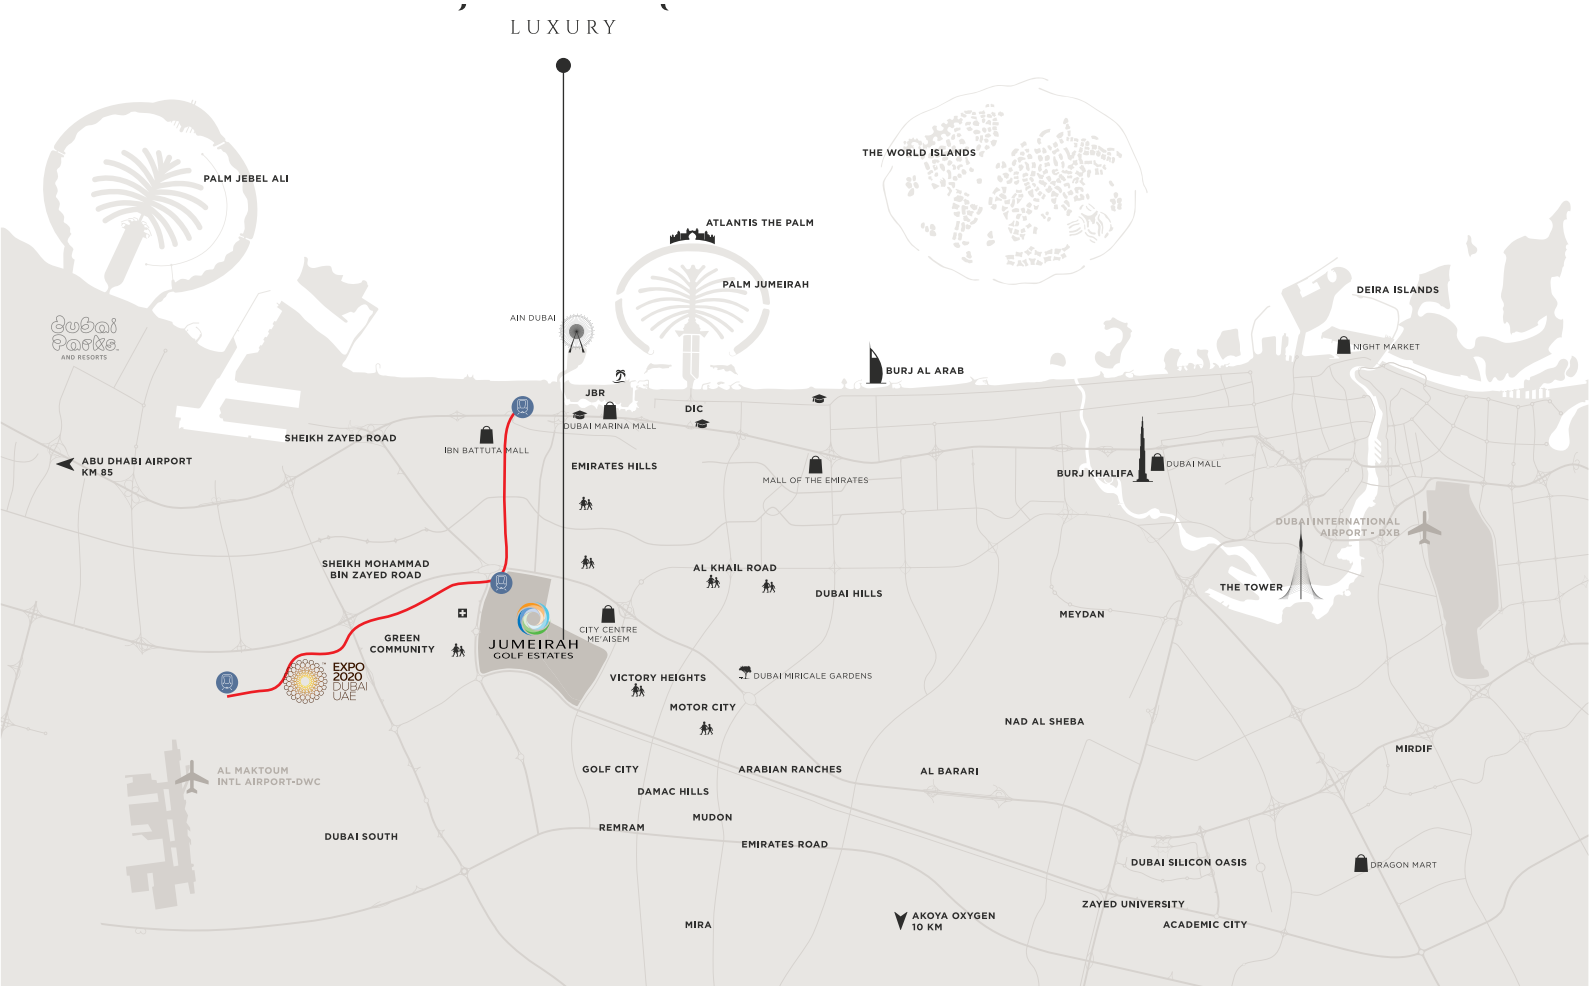 LUXURY
THE WORLD ISLANDS
PALM JEBEL ALI
ATLANTIS THE PALM
PALM JUMEIRAH
DEIRA ISLANDS
AIN DUBAI
dubai
Parks
AND RESORTS
NIGHT MARKET
BURJ AL ARAB
JBR
DIC
DUBAI MARINA MALL
SHEIKH ZAYED ROAD
IBN BATTUTA MALL
ABU DHABI AIRPORT
KM 85
EMIRATES HILLS
MALL OF THE EMIRATES
BURJ KHALIFA
DUBAI MALL
DUBAI INTERNATIONAL
AIRPORT - DXB
SHEIKH MOHAMMAD
BIN ZAYED ROAD
AL KHAIL ROAD
THE TOWER
DUBAI HILLS
MEYDAN
CITY CENTRE
ME'AISEM
GREEN
COMMUNITY
JUMEIRAH
GOLF ESTATES
EXPO
2020
DUBAI
UAE
VICTORY HEIGHTS
DUBAI MIRICALE GARDENS
MOTOR CITY
NAD AL SHEBA
MIRDIF
AL MAKTOUM
INTL AIRPORT-DWC
GOLF CITY
ARABIAN RANCHES
AL BARARI
DAMAC HILLS
MUDON
REMRAM
DUBAI SOUTH
EMIRATES ROAD
DUBAI SILICON OASIS
DRAGON MART
ZAYED UNIVERSITY
AKOYA OXYGEN
10 KM
MIRA
ACADEMIC CITY